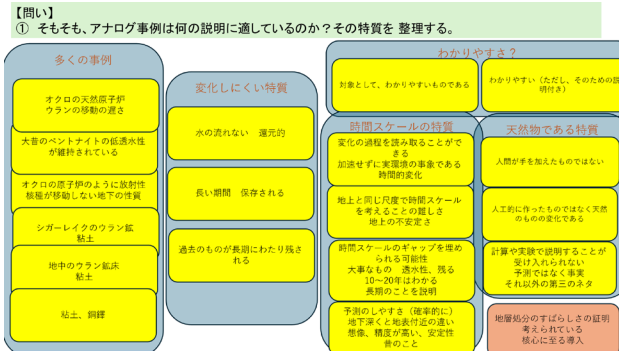 【問い】
① そもそも、アナログ事例は何の説明に適しているのか？その特質を 整理する。
多くの事例
オクロの天然原子炉
ウランの移動の遅さ
大昔のベントナイトの低透水性
が維持されている
オクロの原子炉のように放射性
核種が移動しない地下の性質
シガーレイクのウラン鉱
粘土
地中のウラン鉱床
粘土
粘土、銅鐸
変化しにくい特質
水の流れない 還元的
長い期間 保存される
過去のものが長期にわたり残さ
れる
わかりやすさ？
対象として、わかりやすいものである
わかりやすい（ただし、そのための説
明付き）
時間スケールの特質
変化の過程を読み取ることがで
きる
加速せずに実環境の事象である
時間的変化
地上と同じ尺度で時間スケール
を考えることの難しさ
地上の不安定さ
時間スケールのギャップを埋め
られる可能性
大事なもの 透水性、残る
10～20年はわかる
長期のことを説明
予測のしやすさ（確率的に）
地下深くと地表付近の違い
想像、精度が高い、安定性
昔のこと
天然物である特質
人間が手を加えたものではない
人工的に作ったものではなく天然
のものの変化である
計算や実験で説明することが
受け入れられない
予測ではなく事実
それ以外の第三のネタ
地層処分のすばらしさの証明
考えられている
核心に至る導入